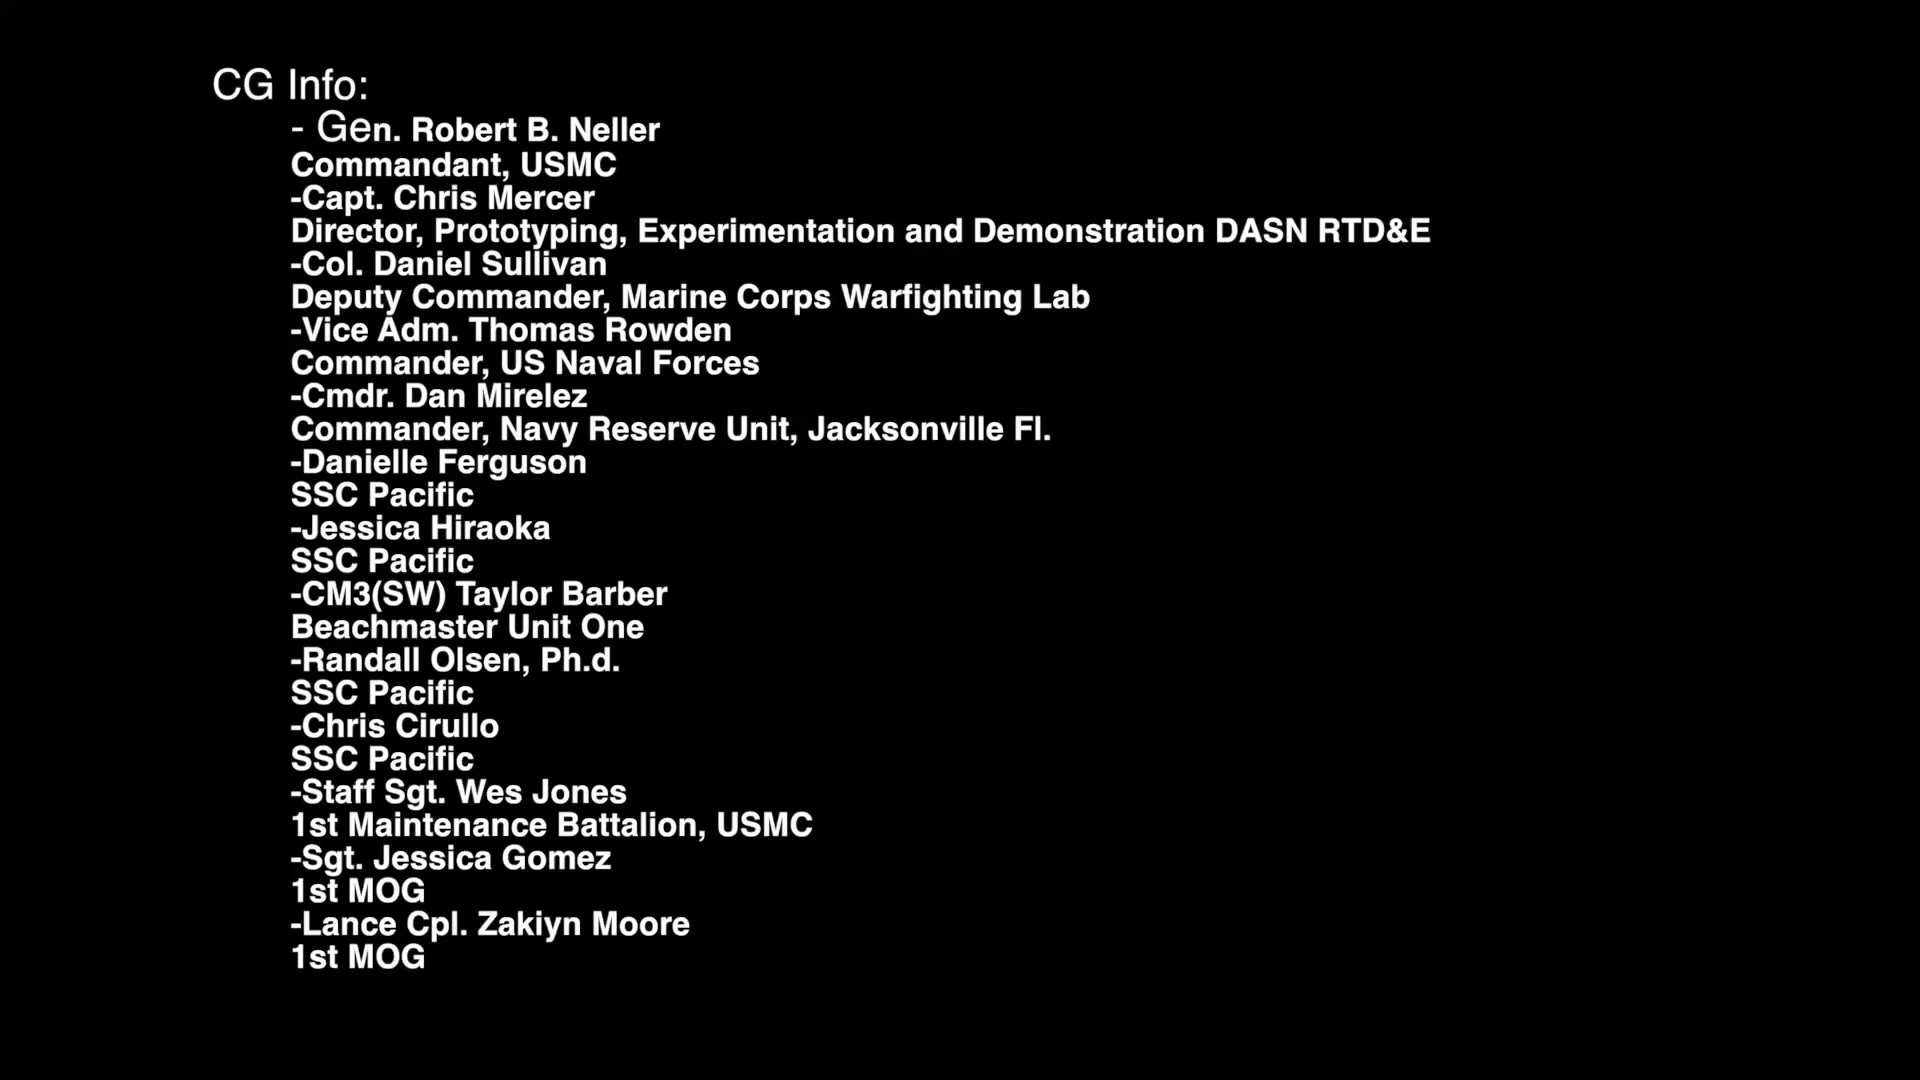 CG Info:
- Gen. Robert B. Neller
Commandant, USMC
-Capt. Chris Mercer
Director, Prototyping, Experimentation and Demonstration DASN RTD&E
-Col. Daniel Sullivan
Deputy Commander, Marine Corps Warfighting Lab
-Vice Adm. Thomas Rowden
Commander, US Naval Forces
-Cmdr. Dan Mirelez
Commander, Navy Reserve Unit, Jacksonville Fl.
-Danielle Ferguson
SSC Pacific
-Jessica Hiraoka
SSC Pacific
-CM3(SW) Taylor Barber
Beachmaster Unit One
-Randall Olsen, Ph.d.
SSC Pacific
-Chris Cirullo
SSC Pacific
-Staff Sgt. Wes Jones
1st Maintenance Battalion, USMC
-Sgt. Jessica Gomez
1st MOG
-Lance Cpl. Zakiyn Moore
1st MOG